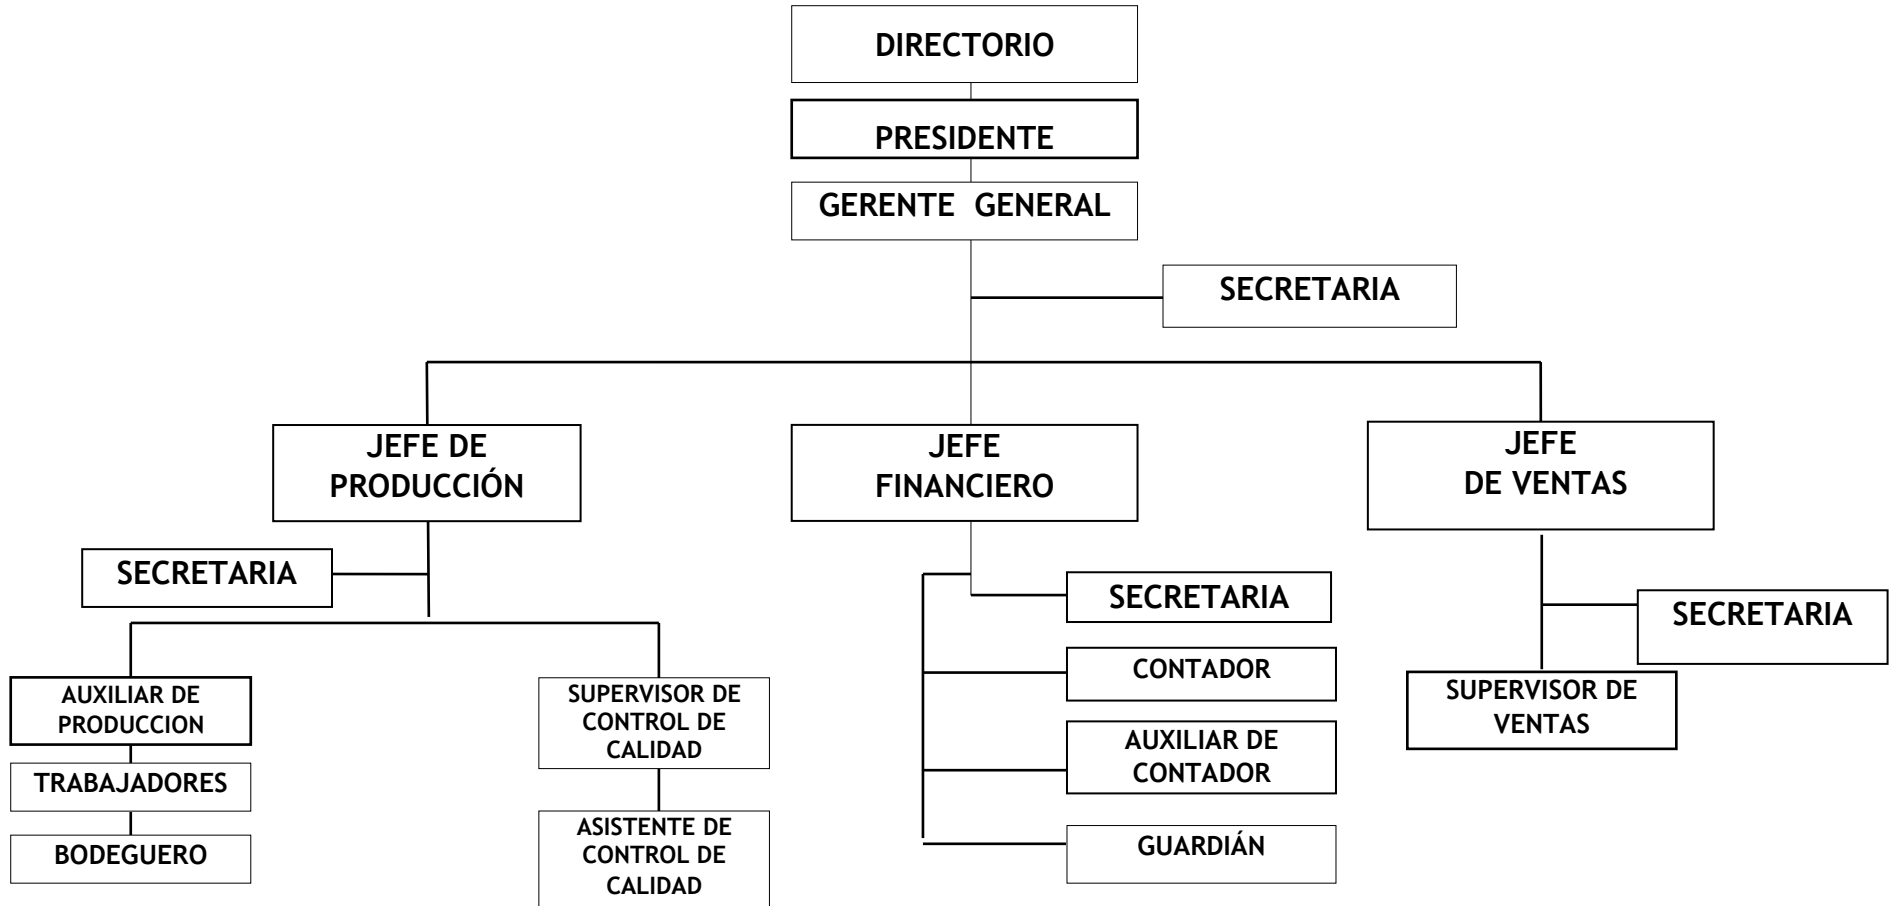 DIRECTORIO
PRESIDENTE
GERENTE GENERAL
SECRETARIA
JEFE DE
PRODUCCIÓN
JEFE
FINANCIERO
JEFE
DE VENTAS
SECRETARIA
SECRETARIA
SECRETARIA
AUXILIAR DE
PRODUCCION
TRABAJADORES
BODEGUERO
SUPERVISOR DE
CONTROL DE
CALIDAD
ASISTENTE DE
CONTROL DE
CALIDAD
CONTADOR
AUXILIAR DE
CONTADOR
GUARDIÁN
SUPERVISOR DE
VENTAS